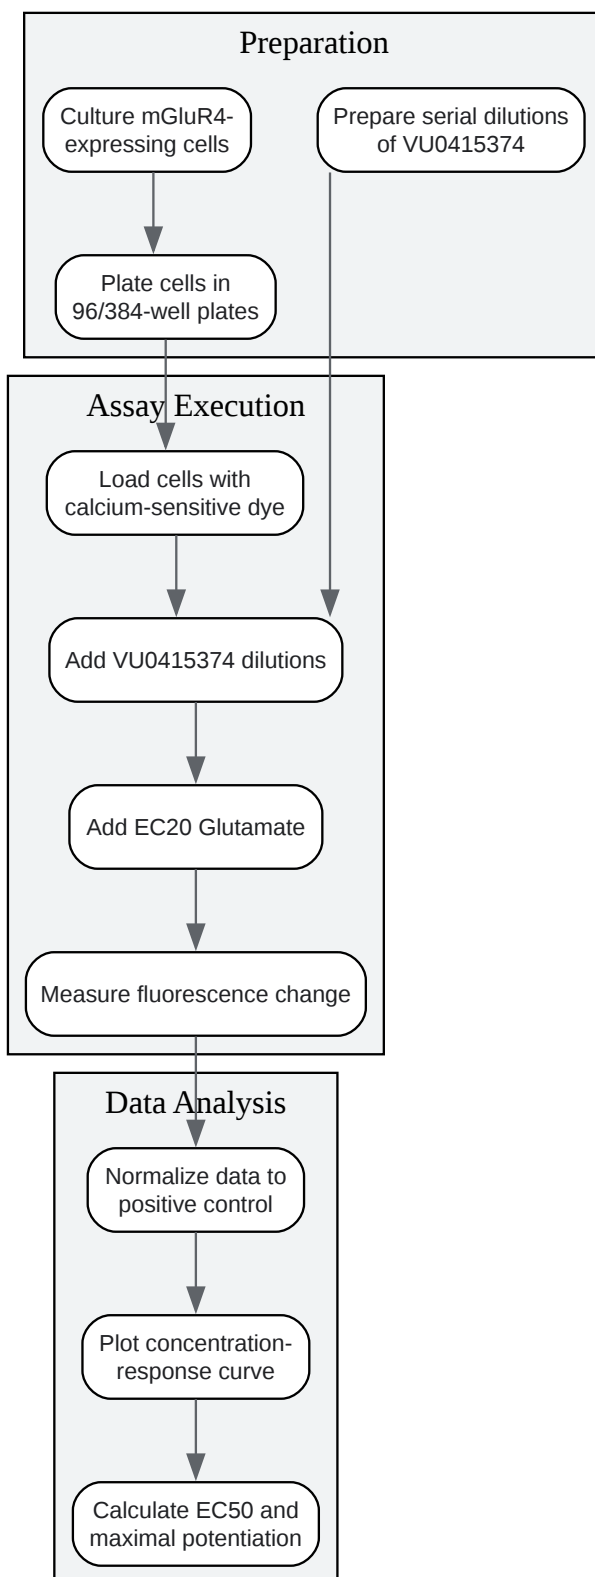 Preparation
Culture mGluR4-
expressing cells
Prepare serial dilutions
of VU0415374
Plate cells in
96/384-well plates
Assay Execution
Load cells with
calcium-sensitive dye
Add VU0415374 dilutions
Add EC20 Glutamate
Measure fluorescence change
Data Analysis
Normalize data to
positive control
Plot concentration-
response curve
Calculate EC50 and
maximal potentiation